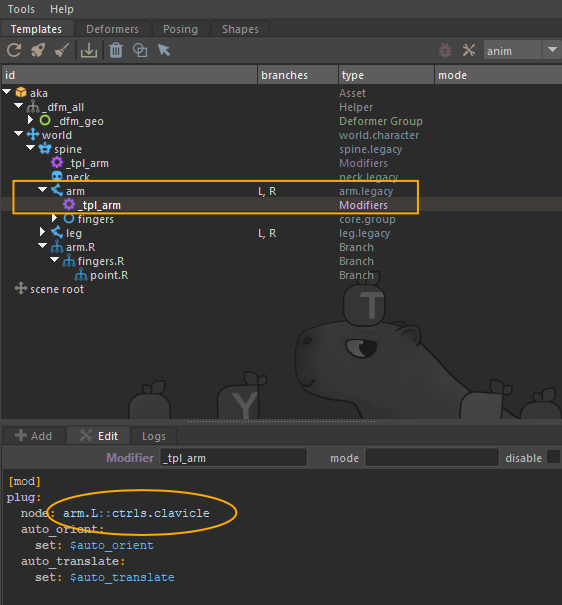 Tools Help
Templates Deformers Posing Shapes
anim
id branches type mode
aka Asset
_dfm_all Helper
_dfm_geo Deformer Group
world world.character
spine spine.legacy
_tpl_arm Modifiers
neck neck.legacy
arm L, R arm.legacy
_tpl_arm Modifiers
fingers core.group
leg L, R leg.legacy
arm.R Branch
fingers.R Branch
point.R Branch
scene root
T
Y
Add Edit Logs
Modifier _tpl_arm mode disable
[mod]
plug:
node: arm.L::ctrls.clavicle
auto_orient:
set: $auto_orient
auto_translate:
set: $auto_translate